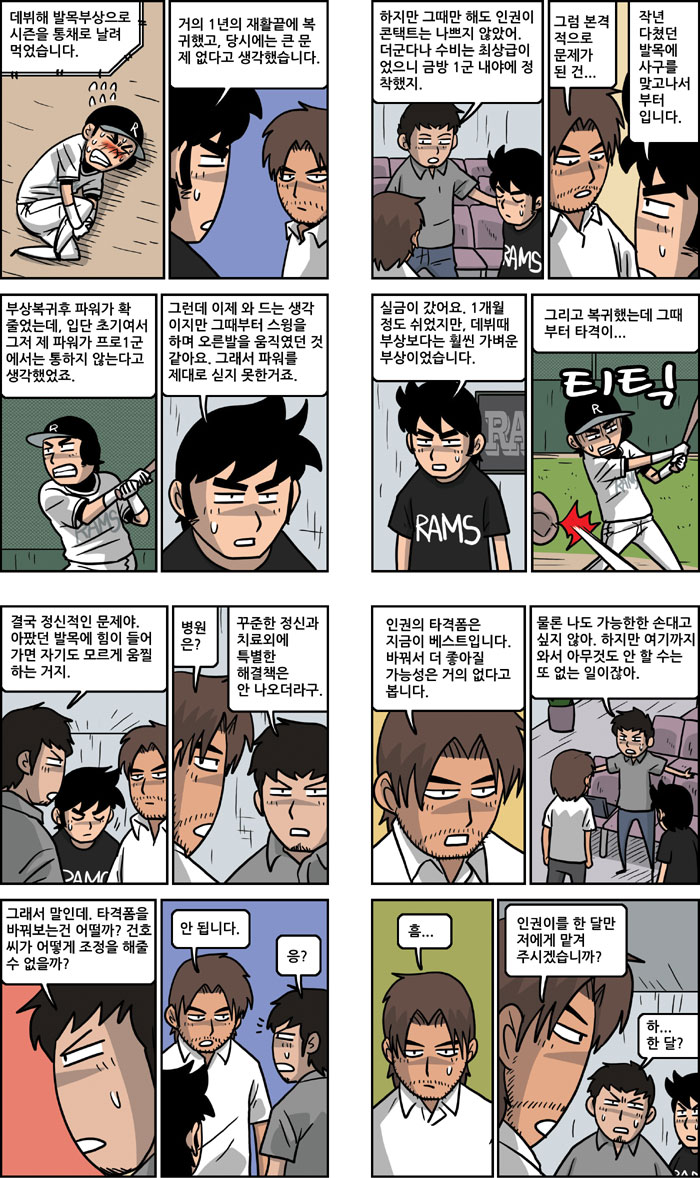 데뷔해 발목부상으로
시즌을 통채로 날려
먹었습니다.
R
거의 1년의 재활끝에 복
귀했고, 당시에는 큰 문
제 없다고 생각했습니다.
부상복귀후 파워가 확
줄었는데, 입단 초기여서
그저 제 파워가 프로1군
에서는 통하지 않는다고
생각했었죠.
R
RAMS
그런데 이제 와 드는 생각
이지만 그때부터 스윙을
하며 오른발을 움직였던 것
같아요. 그래서 파워를
제대로 싣지 못한거죠.
하지만 그때만 해도 인권이
콘택트는 나쁘지 않았어.
더군다나 수비는 최상급이
었으니 금방 1군 내야에 정
착했지.
RAMS
그럼 본격
적으로
문제가
된 건...
작년
다쳤던
발목에
사구를
맞고나서
부터
입니다.
실금이 갔어요. 1개월
정도 쉬었지만, 데뷔때
부상보다는 훨씬 가벼운
부상이었습니다.
RA
RAMS
그리고 복귀했는데 그때
부터 타격이...
티틱
R
RAMS
결국 정신적인 문제야.
아팠던 발목에 힘이 들어
가면 자기도 모르게 움찔
하는 거지.
RAMS
병원
은?
꾸준한 정신과
치료외에
특별한
해결책은
안 나오더라구.
그래서 말인데. 타격폼을
바꿔보는건 어떨까? 건호
씨가 어떻게 조정을 해줄
수 없을까?
안 됩니다.
응?
인권의 타격폼은
지금이 베스트입니다.
바꿔서 더 좋아질
가능성은 거의 없다고
봅니다.
물론 나도 가능한한 손대고
싶지 않아. 하지만 여기까지
와서 아무것도 안 할 수는
또 없는 일이잖아.
흠...
인권이를 한 달만
저에게 맡겨
주시겠습니까?
하...
한 달?
RAMS